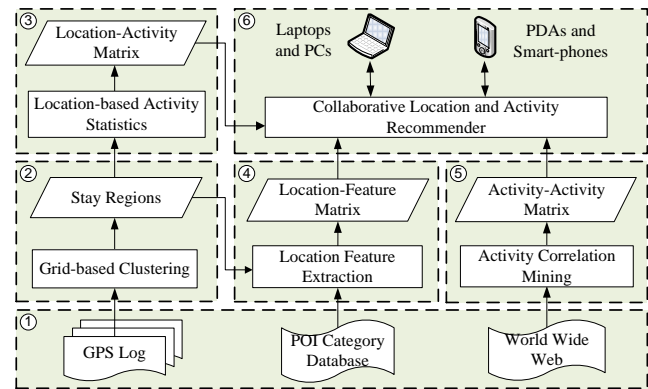 ③
Location-Activity
Matrix
Location-based Activity
Statistics
⑥
Laptops
and PCs
PDAs and
Smart-phones
Collaborative Location and Activity
Recommender
②
Stay Regions
Grid-based Clustering
④
Location-Feature
Matrix
Location Feature
Extraction
⑤
Activity-Activity
Matrix
Activity Correlation
Mining
①
GPS Log
POI Category
Database
World Wide
Web